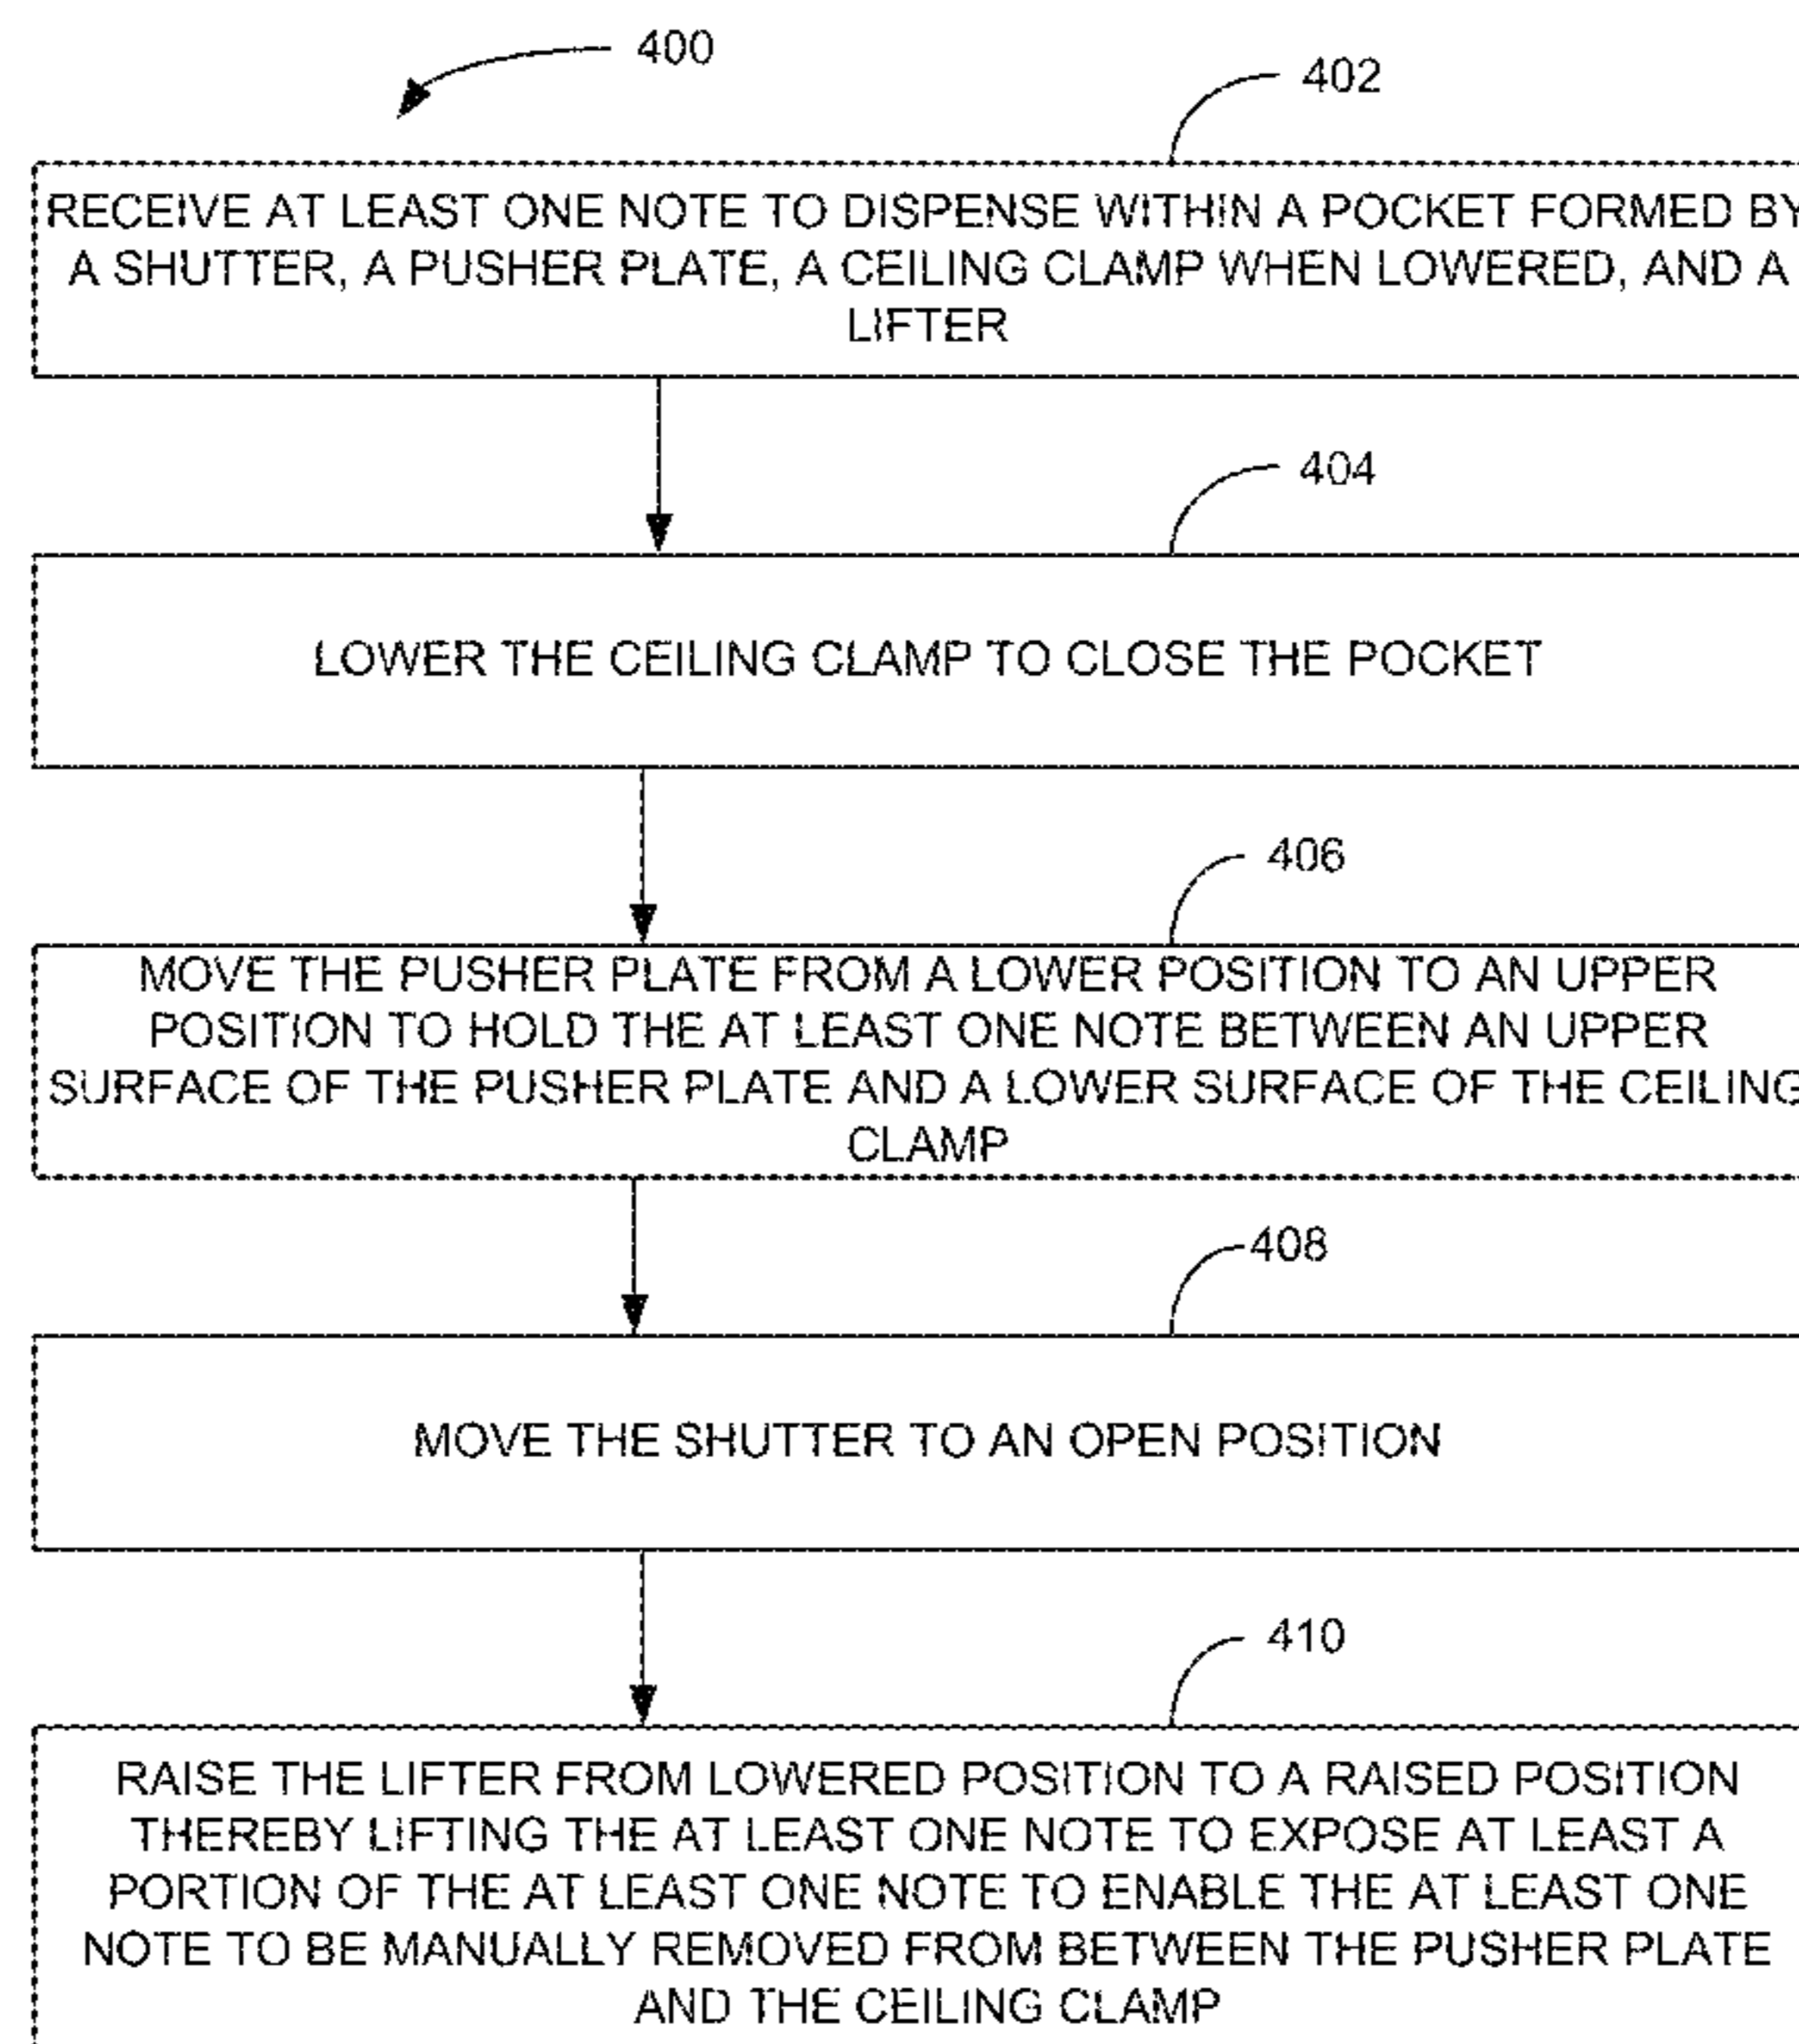 400
402
RECEIVE AT LEAST ONE NOTE TO DISPENSE WITHIN A POCKET FORMED BY
A SHUTTER, A PUSHER PLATE, A CEILING CLAMP WHEN LOWERED, AND A
LIFTER
404
LOWER THE CEILING CLAMP TO CLOSE THE POCKET
406
MOVE THE PUSHER PLATE FROM A LOWER POSITION TO AN UPPER
POSITION TO HOLD THE AT LEAST ONE NOTE BETWEEN AN UPPER
SURFACE OF THE PUSHER PLATE AND A LOWER SURFACE OF THE CEILING
CLAMP
408
MOVE THE SHUTTER TO AN OPEN POSITION
410
RAISE THE LIFTER FROM LOWERED POSITION TO A RAISED POSITION
THEREBY LIFTING THE AT LEAST ONE NOTE TO EXPOSE AT LEAST A
PORTION OF THE AT LEAST ONE NOTE TO ENABLE THE AT LEAST ONE
NOTE TO BE MANUALLY REMOVED FROM BETWEEN THE PUSHER PLATE
AND THE CEILING CLAMP